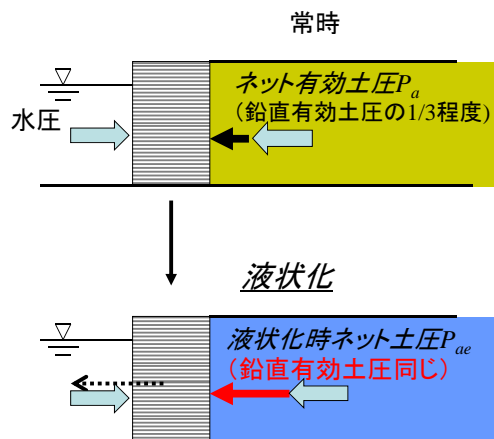 常時
ネット有効土圧Pa
(鉛直有効土圧の1/3程度)
水圧
液状化
液状化時ネット土圧Pae
(鉛直有効土圧同じ)